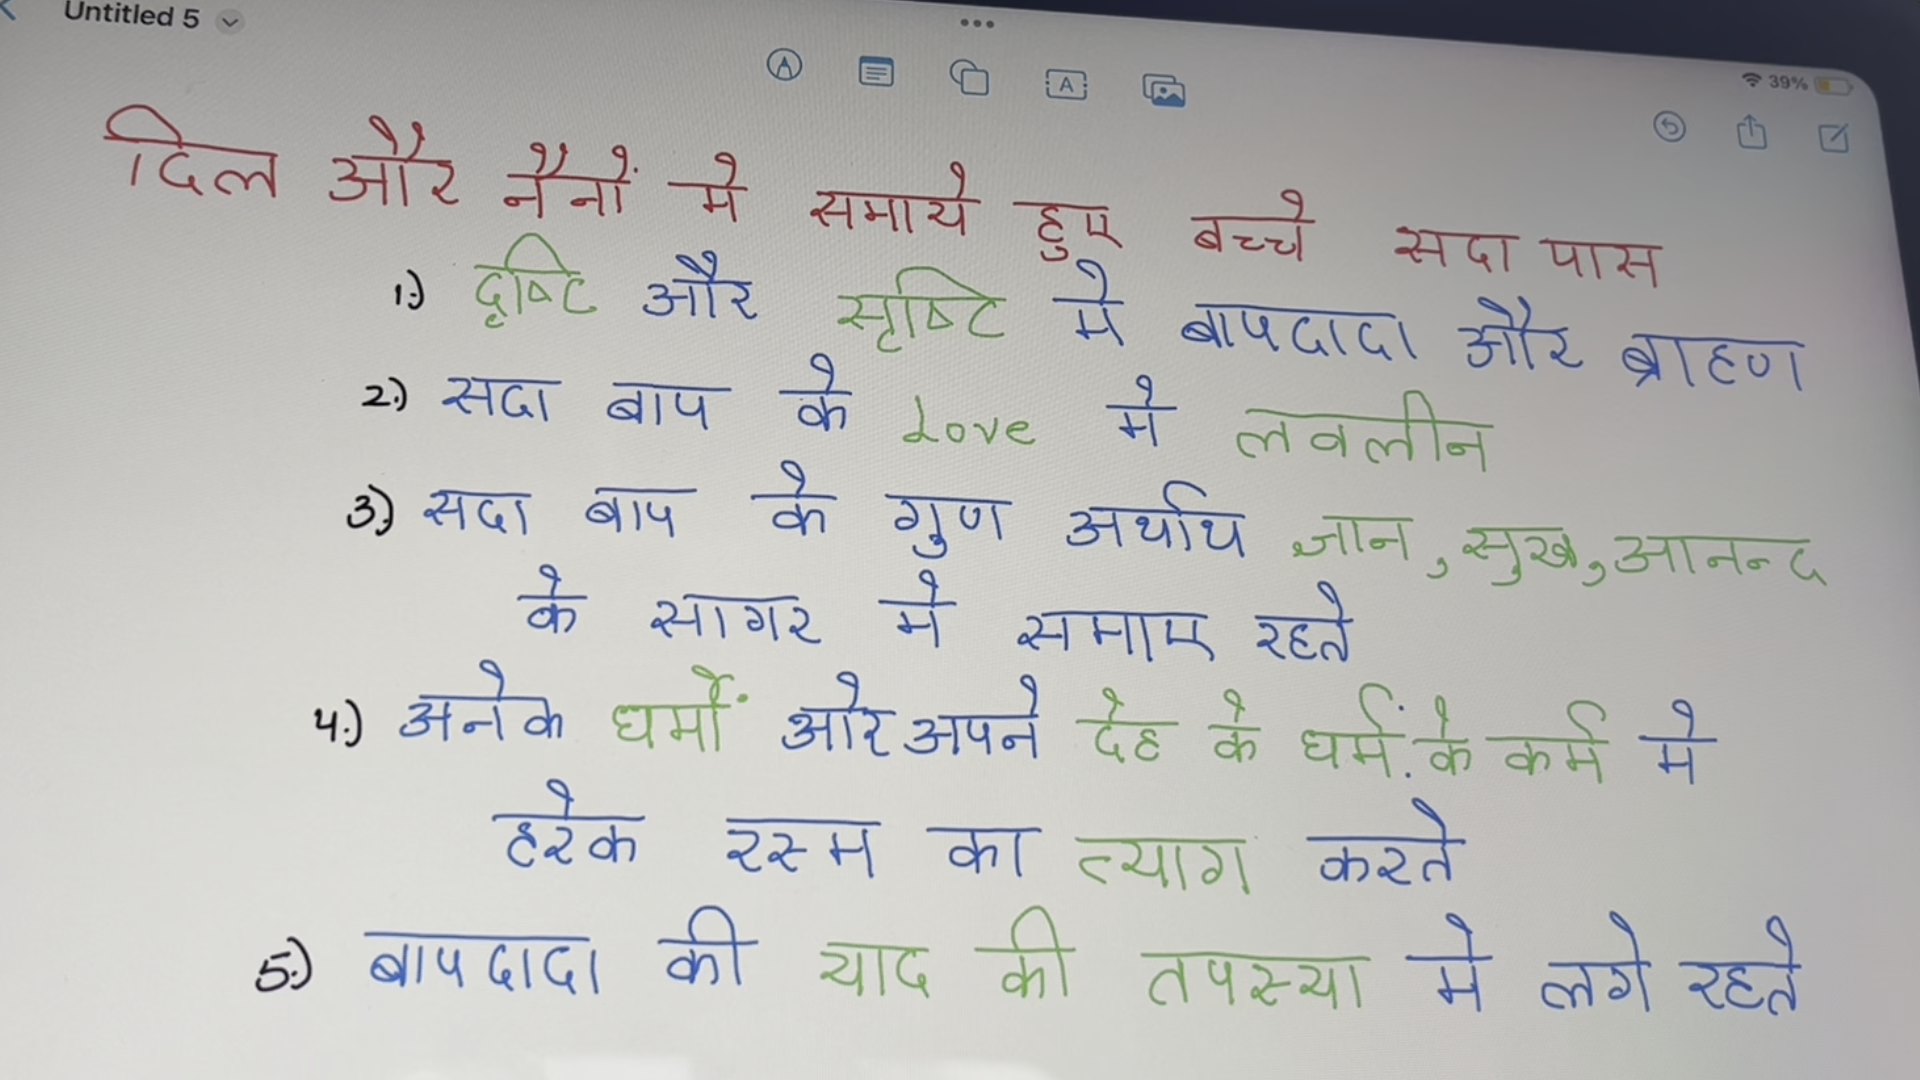 Untitled 5
39%
दिल और नैनों मे समाये हुए बच्चे सदा पास
1.) दृष्टि और सृष्टि मे बापदादा और ब्राहण
2.) सदा बाप के Love मे लवलीन
3.) सदा बाप के गुण अर्थाथ ज्ञान, सुख, आनन्द
के सागर मे समाए रहते
4.) अनेक धर्मों और अपने देह के धर्म. के कर्म मे
हरेक रस्म का त्याग करते
5.) बापदादा की याद की तपस्या मे लगे रहते